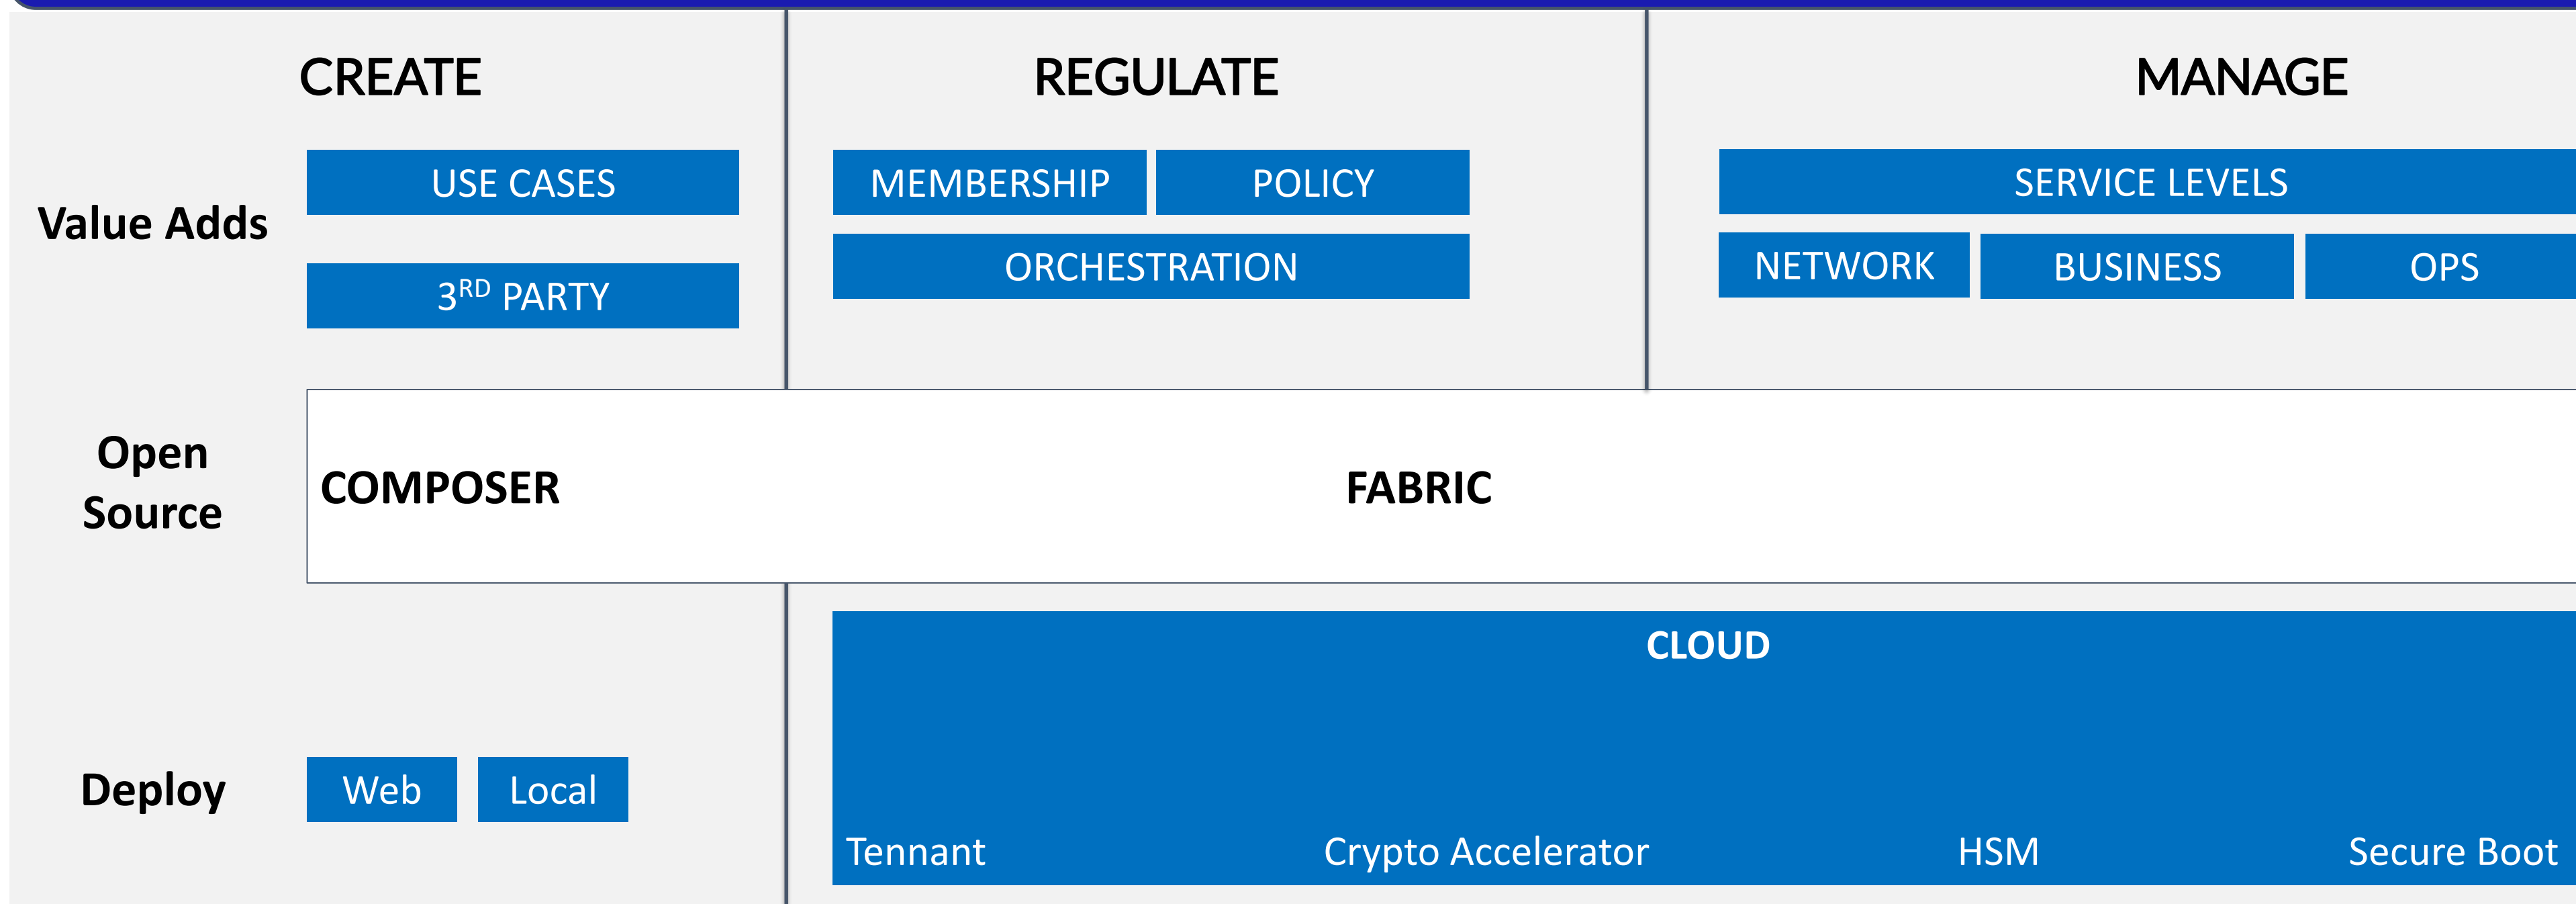 CREATE
REGULATE
MANAGE
Value Adds
USE CASES
3RD PARTY
MEMBERSHIP
POLICY
ORCHESTRATION
SERVICE LEVELS
NETWORK
BUSINESS
OPS
Open
Source
COMPOSER
FABRIC
Deploy
Web
Local
CLOUD
Tennant
Crypto Accelerator
HSM
Secure Boot